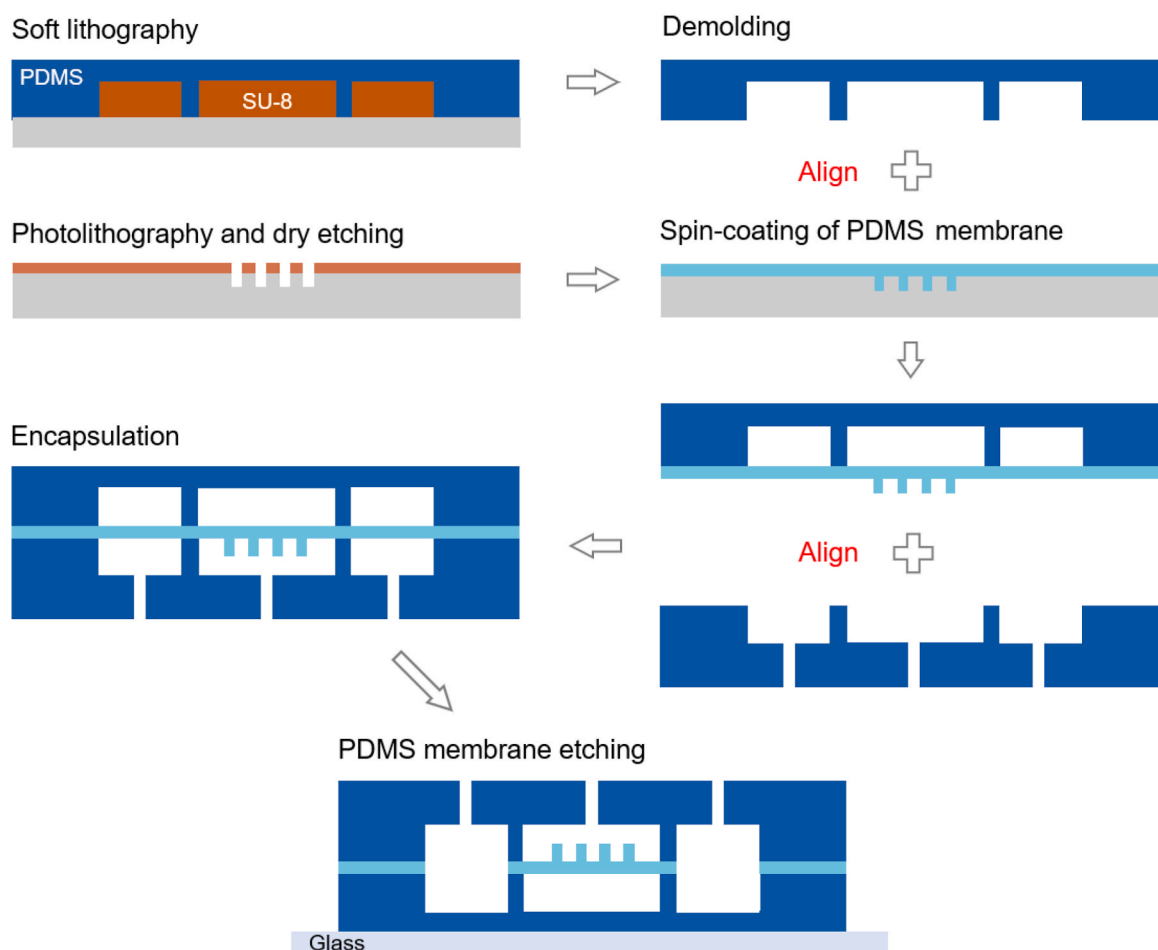 Soft lithography
Demolding
PDMS
SU-8
Align
Photolithography and dry etching
Spin-coating of PDMS membrane
Encapsulation
Align
PDMS membrane etching
Glass